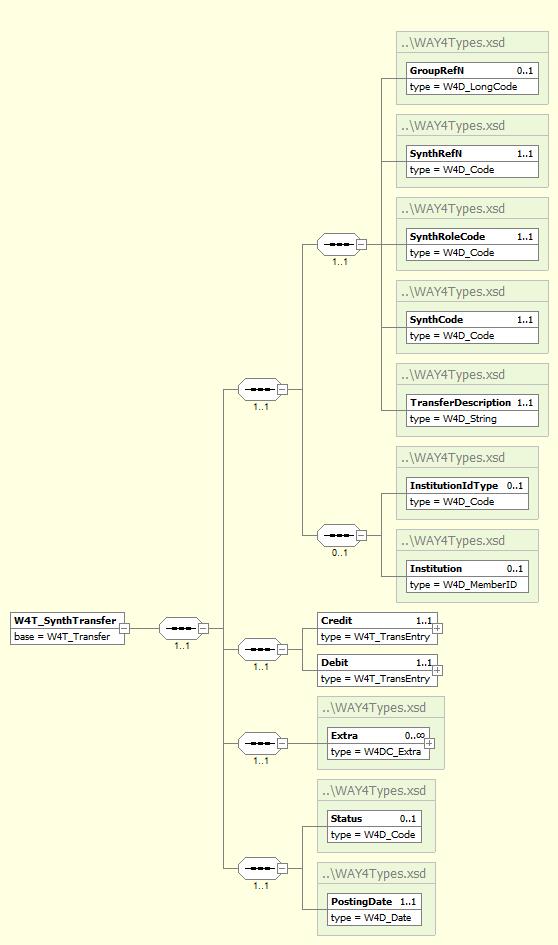 ..\WAY4Types.xsd
GroupRefN 0..1
type = W4D_LongCode
..\WAY4Types.xsd
SynthRefN 1..1
type = W4D_Code
..\WAY4Types.xsd
SynthRoleCode 1..1
type = W4D_Code
1..1
..\WAY4Types.xsd
SynthCode 1..1
type = W4D_Code
..\WAY4Types.xsd
TransferDescription 1..1
type = W4D_String
1..1
..\WAY4Types.xsd
InstitutionIdType 0..1
type = W4D_Code
..\WAY4Types.xsd
Institution 0..1
type = W4D_MemberID
0..1
W4T_SynthTransfer
base = W4T_Transfer
1..1
Credit 1..1
type = W4T_TransEntry
Debit 1..1
type = W4T_TransEntry
1..1
..\WAY4Types.xsd
Extra 0..∞
type = W4DC_Extra
1..1
..\WAY4Types.xsd
Status 0..1
type = W4D_Code
..\WAY4Types.xsd
PostingDate 1..1
type = W4D_Date
1..1